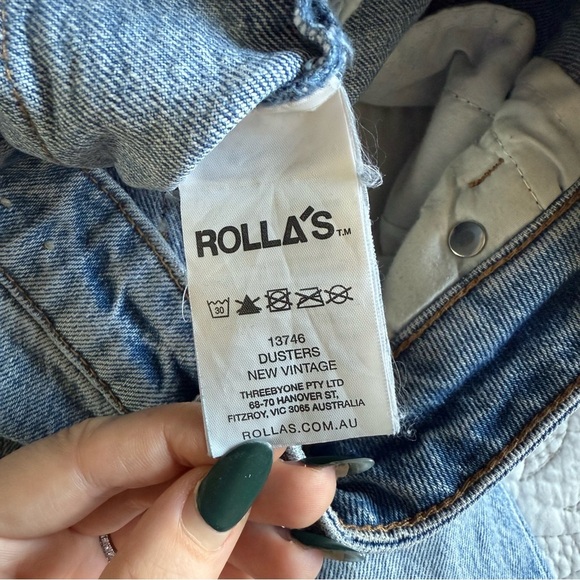 ROLLA'S T.M
30
13746
DUSTERS
NEW VINTAGE
THREEBYONE PTY LTD
68-70 HANOVER ST,
FITZROY, VIC 3065 AUSTRALIA
ROLLAS.COM.AU